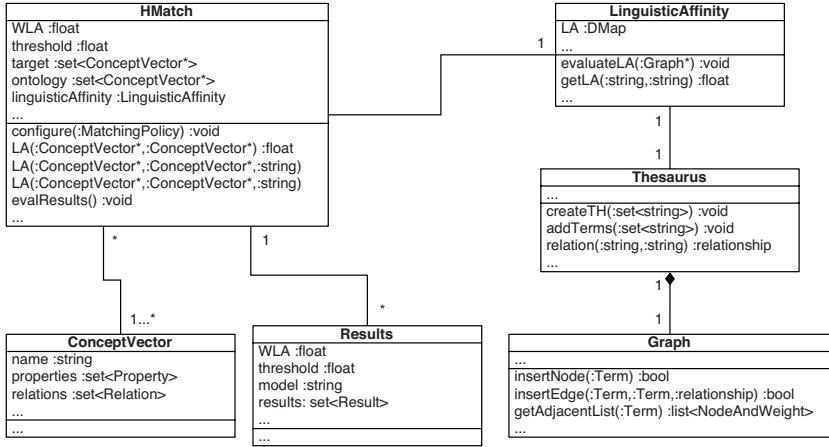 HMatch
WLA :float
threshold :float
target :set<ConceptVector*>
ontology :set<ConceptVector*>
linguisticAffinity :LinguisticAffinity
...
configure(:MatchingPolicy) :void
LA(:ConceptVector*,:ConceptVector*) :float
LA(:ConceptVector*,:ConceptVector*,:string)
LA(:ConceptVector*,:ConceptVector*,:string)
evalResults() :void
...
1
LinguisticAffinity
LA :DMap
...
evaluateLA(:Graph*) :void
getLA(:string,:string) :float
...
1
1
Thesaurus
...
createTH(:set<string>) :void
addTerms(:set<string>) :void
relation(:string,:string) :relationship
...
1
1
Graph
...
insertNode(:Term) :bool
insertEdge(:Term,:Term,:relationship) :bool
getAdjacentList(:Term) :list<NodeAndWeight>
...
*
1...*
ConceptVector
name :string
properties :set<Property>
relations :set<Relation>
...
...
1
*
Results
WLA :float
threshold :float
model :string
results: set<Result>
...
...